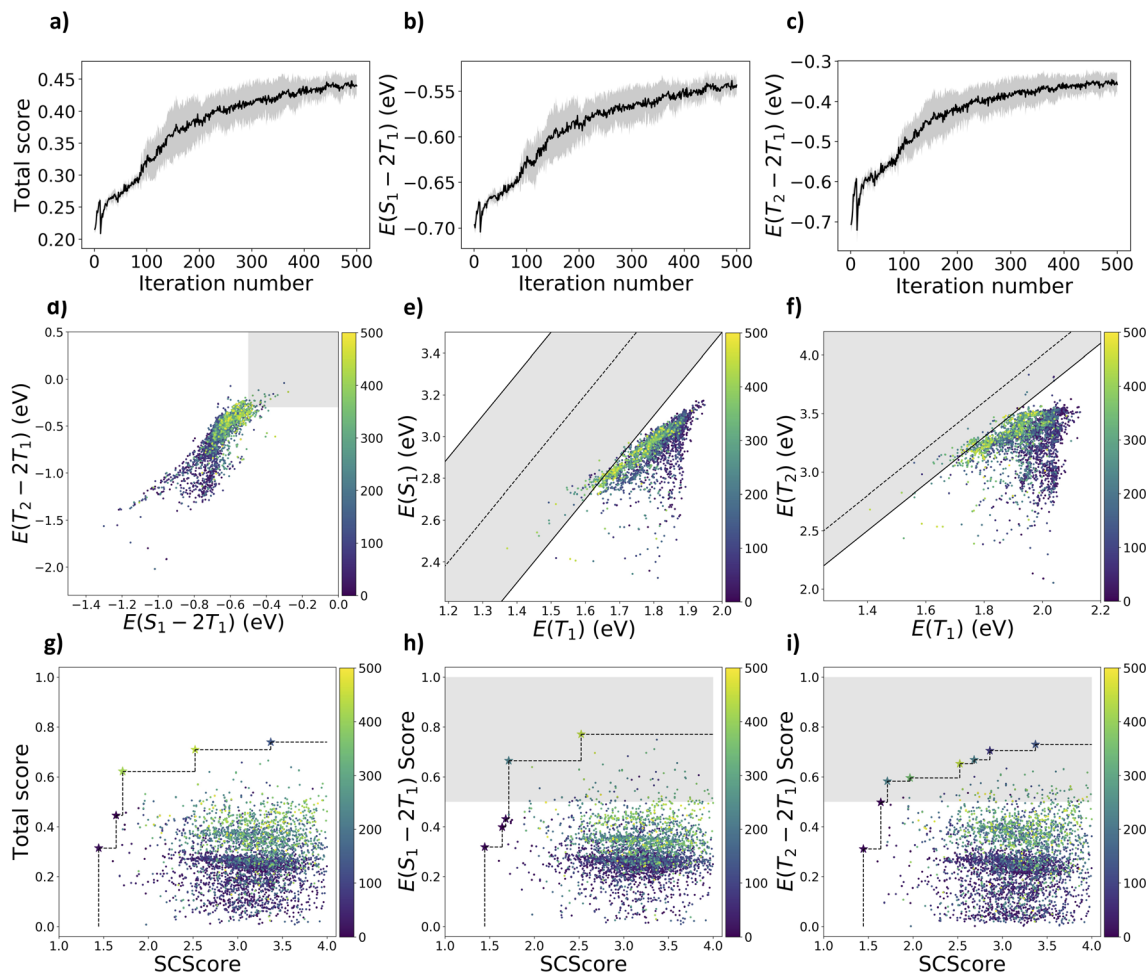 a)
b)
c)
Total score
0.45
0.40
0.35
0.30
0.25
0.20
0 100 200 300 400 500
Iteration number
E(S₁ − 2T₁) (eV)
−0.55
−0.60
−0.65
−0.70
0 100 200 300 400 500
Iteration number
E(T₂ − 2T₁) (eV)
−0.3
−0.4
−0.5
−0.6
−0.7
0 100 200 300 400 500
Iteration number
d)
e)
f)
E(T₂ − 2T₁) (eV)
0.5
0.0
−0.5
−1.0
−1.5
−2.0
−1.4 −1.2 −1.0 −0.8 −0.6 −0.4 −0.2 0.0
E(S₁ − 2T₁) (eV)
500
400
300
200
100
0
E(S₁) (eV)
3.4
3.2
3.0
2.8
2.6
2.4
1.2 1.3 1.4 1.5 1.6 1.7 1.8 1.9 2.0
E(T₁) (eV)
500
400
300
200
100
0
E(T₂) (eV)
4.0
3.5
3.0
2.5
2.0
1.4 1.6 1.8 2.0 2.2
E(T₁) (eV)
500
400
300
200
100
0
g)
h)
i)
Total score
1.0
0.8
0.6
0.4
0.2
0.0
1.0 1.5 2.0 2.5 3.0 3.5 4.0
SCScore
500
400
300
200
100
0
E(S₁ − 2T₁) Score
1.0
0.8
0.6
0.4
0.2
0.0
1.0 1.5 2.0 2.5 3.0 3.5 4.0
SCScore
500
400
300
200
100
0
E(T₂ − 2T₁) Score
1.0
0.8
0.6
0.4
0.2
0.0
1.0 1.5 2.0 2.5 3.0 3.5 4.0
SCScore
500
400
300
200
100
0